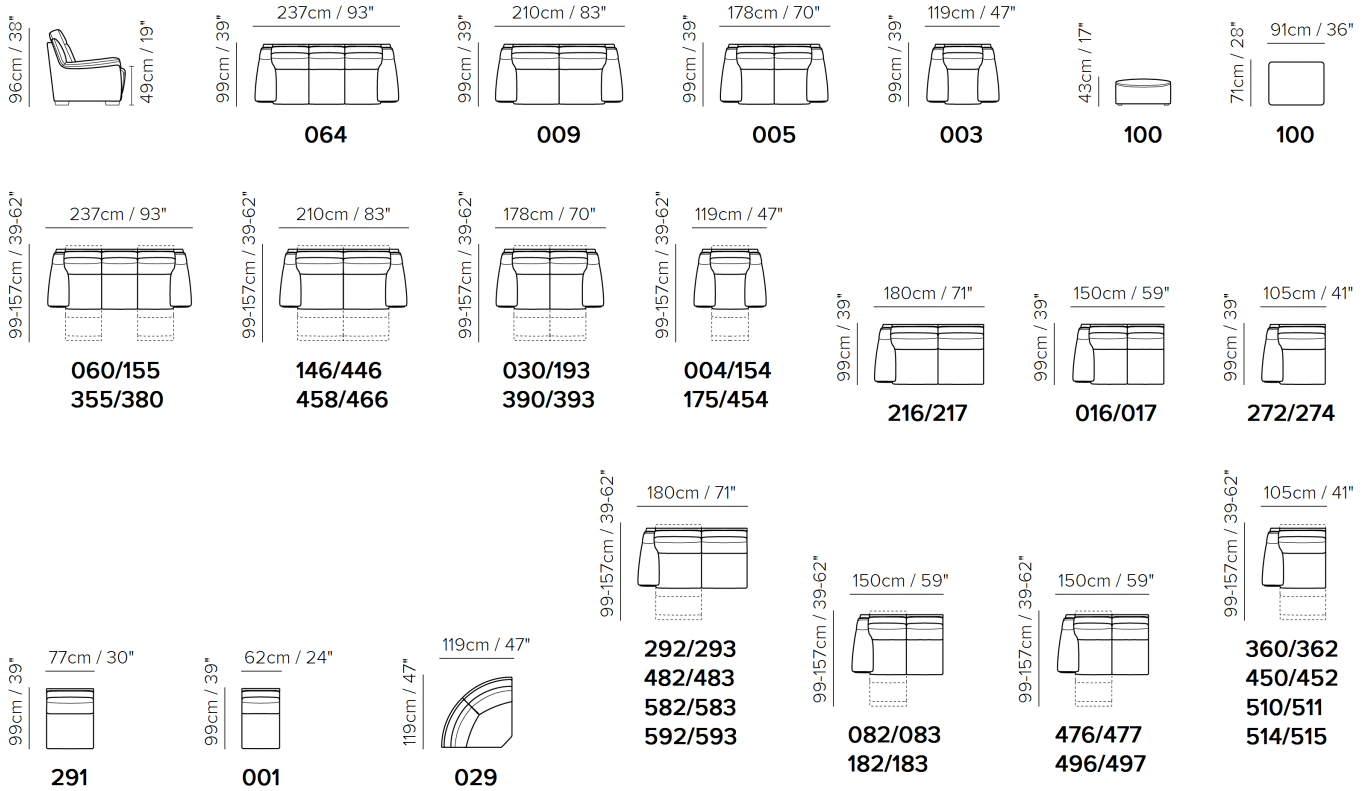 96cm / 38"
49cm / 19"
237cm / 93"
99cm / 39"
064
210cm / 83"
99cm / 39"
009
178cm / 70"
99cm / 39"
005
119cm / 47"
99cm / 39"
003
43cm / 17"
100
91cm / 36"
71cm / 28"
100
237cm / 93"
99-157cm / 39-62"
060/155
355/380
210cm / 83"
99-157cm / 39-62"
146/446
458/466
178cm / 70"
99-157cm / 39-62"
030/193
390/393
119cm / 47"
99-157cm / 39-62"
004/154
175/454
180cm / 71"
99cm / 39"
216/217
150cm / 59"
99cm / 39"
016/017
105cm / 41"
99cm / 39"
272/274
77cm / 30"
99cm / 39"
291
62cm / 24"
99cm / 39"
001
119cm / 47"
119cm / 47"
029
180cm / 71"
99-157cm / 39-62"
292/293
482/483
582/583
592/593
150cm / 59"
99-157cm / 39-62"
082/083
182/183
150cm / 59"
99-157cm / 39-62"
476/477
496/497
105cm / 41"
99-157cm / 39-62"
360/362
450/452
510/511
514/515